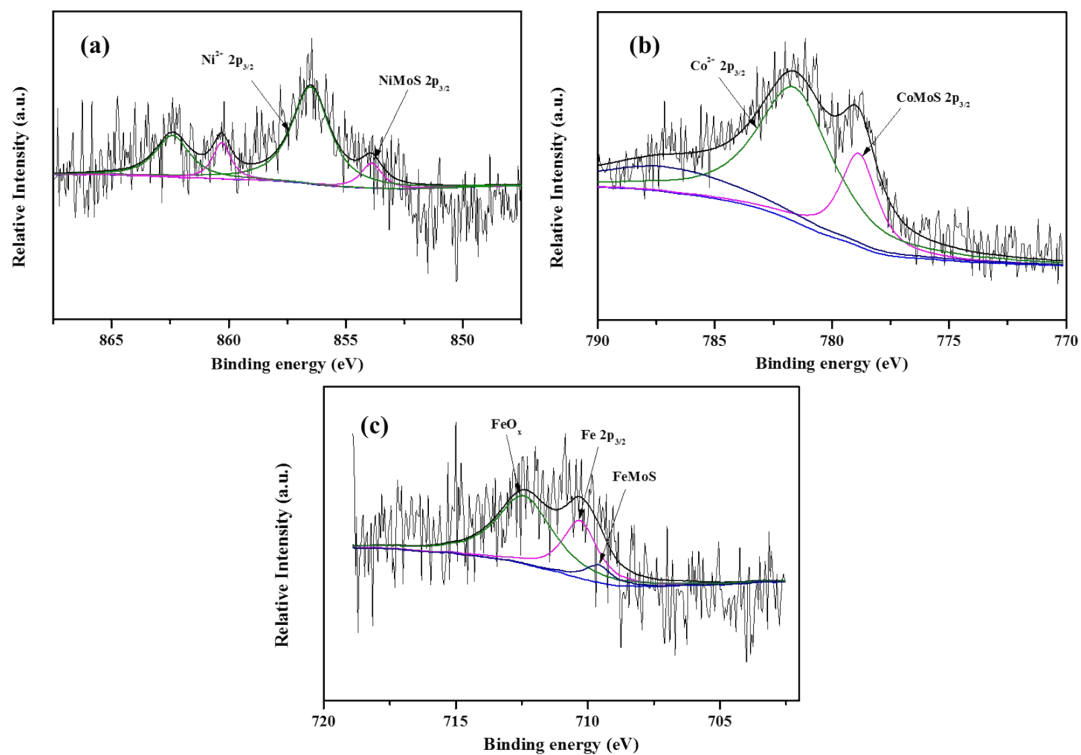 (a)
Ni²⁺ 2p₃/₂
NiMoS 2p₃/₂
Relative Intensity (a.u.)
865 860 855 850
Binding energy (eV)
(b)
Co²⁺ 2p₃/₂
CoMoS 2p₃/₂
Relative Intensity (a.u.)
790 785 780 775 770
Binding energy (eV)
(c)
FeOₓ
Fe 2p₃/₂
FeMoS
Relative Intensity (a.u.)
720 715 710 705
Binding energy (eV)